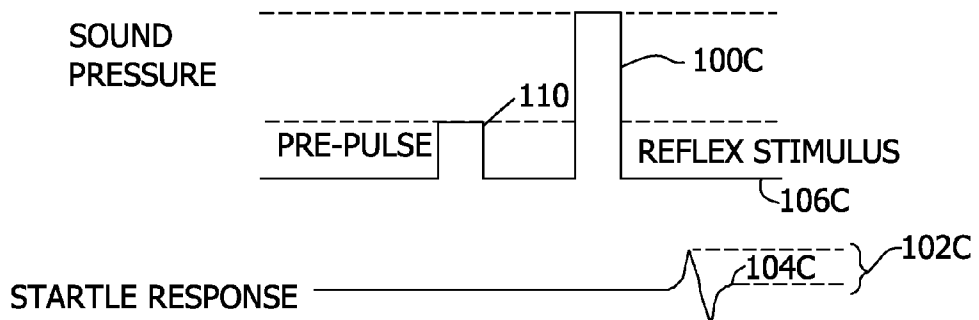 SOUND
PRESSURE
100C
110
PRE-PULSE
REFLEX STIMULUS
106C
102C
104C
STARTLE RESPONSE